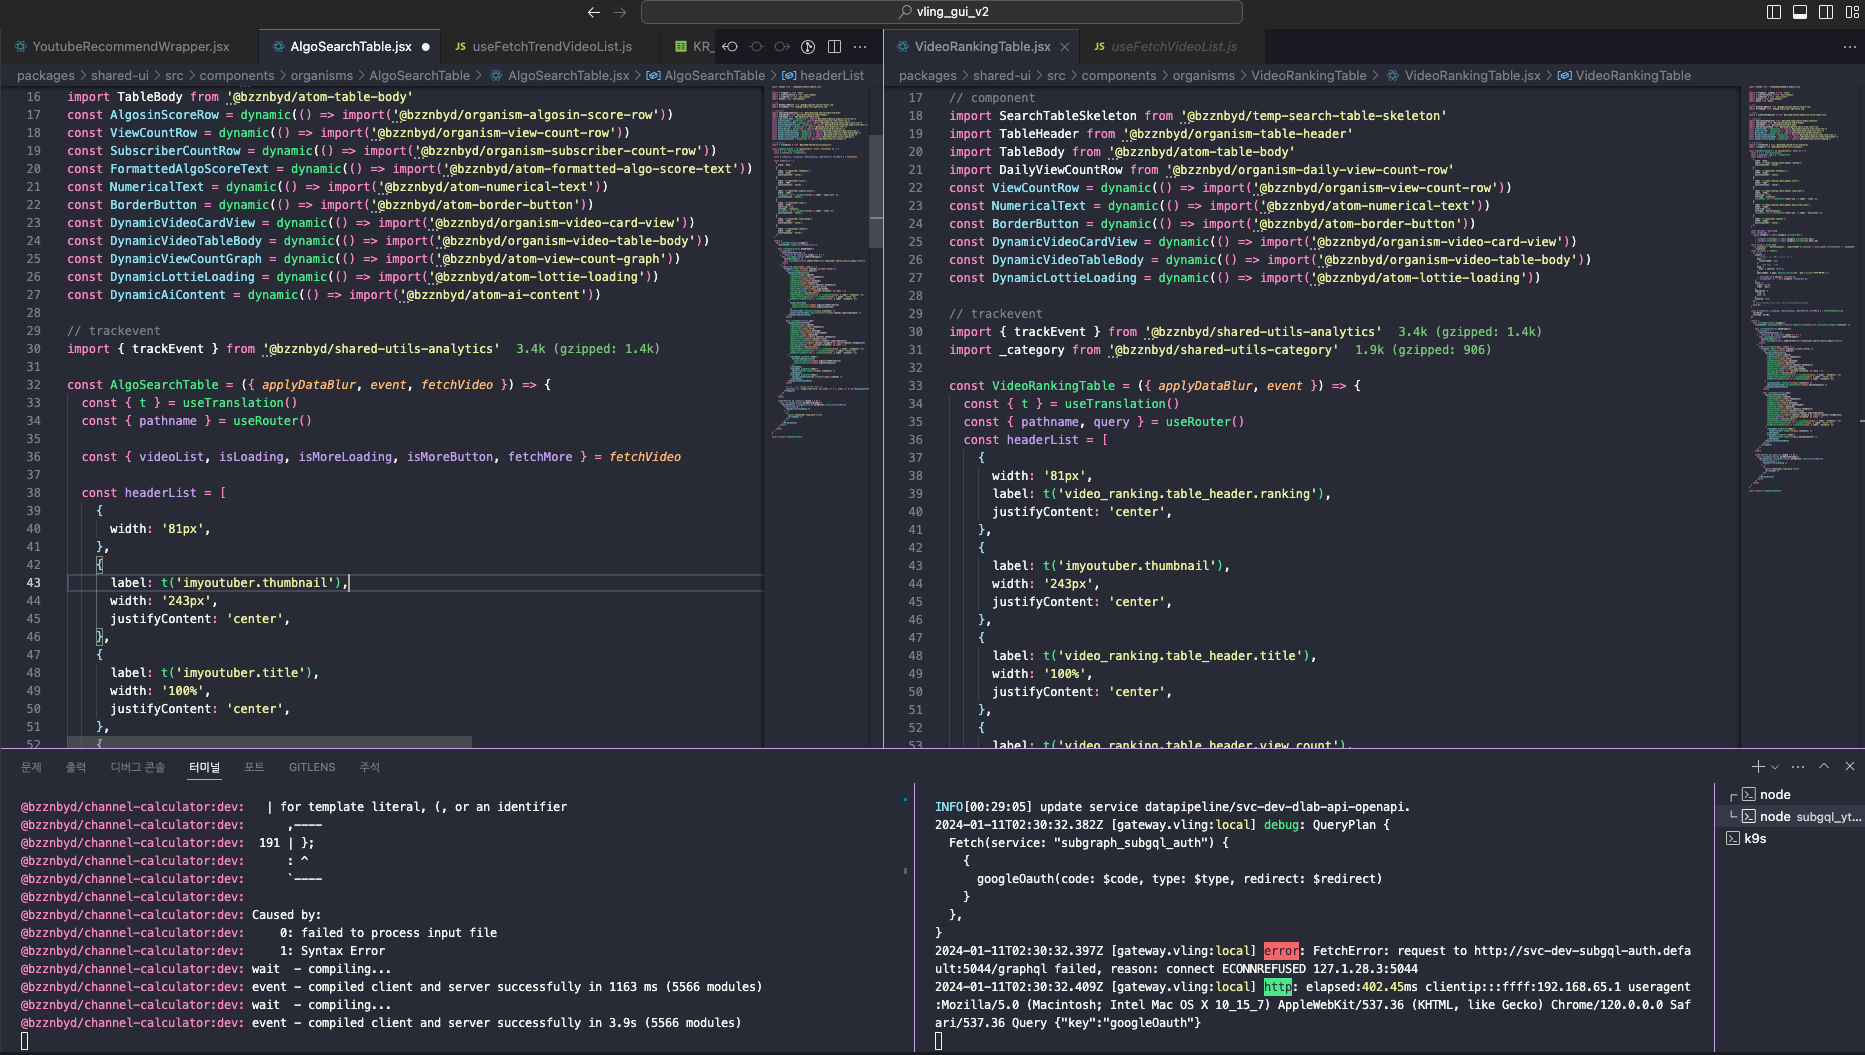 vling_gui_v2
YoutubeRecommendWrapper.jsx
AlgoSearchTable.jsx
JS useFetchTrendVideoList.js
KR_
packages > shared-ui > src > components > organisms > AlgoSearchTable > AlgoSearchTable.jsx > AlgoSearchTable > headerList
16 import TableBody from '@bzznbyd/atom-table-body'
17 const AlgosinScoreRow = dynamic(() => import('@bzznbyd/organism-algosin-score-row'))
18 const ViewCountRow = dynamic(() => import('@bzznbyd/organism-view-count-row'))
19 const SubscriberCountRow = dynamic(() => import('@bzznbyd/organism-subscriber-count-row'))
20 const FormattedAlgoScoreText = dynamic(() => import('@bzznbyd/atom-formatted-algo-score-text'))
21 const NumericalText = dynamic(() => import('@bzznbyd/atom-numerical-text'))
22 const BorderButton = dynamic(() => import('@bzznbyd/atom-border-button'))
23 const DynamicVideoCardView = dynamic(() => import('@bzznbyd/organism-video-card-view'))
24 const DynamicVideoTableBody = dynamic(() => import('@bzznbyd/organism-video-table-body'))
25 const DynamicViewCountGraph = dynamic(() => import('@bzznbyd/atom-view-count-graph'))
26 const DynamicLottieLoading = dynamic(() => import('@bzznbyd/atom-lottie-loading'))
27 const DynamicAiContent = dynamic(() => import('@bzznbyd/atom-ai-content'))
28
29 // trackevent
30 import { trackEvent } from '@bzznbyd/shared-utils-analytics' 3.4k (gzipped: 1.4k)
31
32 const AlgoSearchTable = ({ applyDataBlur, event, fetchVideo }) => {
33 const { t } = useTranslation()
34 const { pathname } = useRouter()
35
36 const { videoList, isLoading, isMoreLoading, isMoreButton, fetchMore } = fetchVideo
37
38 const headerList = [
39 {
40 width: '81px',
41 },
42 {
43 label: t('imyoutuber.thumbnail'),
44 width: '243px',
45 justifyContent: 'center',
46 },
47 {
48 label: t('imyoutuber.title'),
49 width: '100%',
50 justifyContent: 'center',
51 },
52 {
VideoRankingTable.jsx
JS useFetchVideoList.js
packages > shared-ui > src > components > organisms > VideoRankingTable > VideoRankingTable.jsx > VideoRankingTable
17 // component
18 import SearchTableSkeleton from '@bzznbyd/temp-search-table-skeleton'
19 import TableHeader from '@bzznbyd/organism-table-header'
20 import TableBody from '@bzznbyd/atom-table-body'
21 import DailyViewCountRow from '@bzznbyd/organism-daily-view-count-row'
22 const ViewCountRow = dynamic(() => import('@bzznbyd/organism-view-count-row'))
23 const NumericalText = dynamic(() => import('@bzznbyd/atom-numerical-text'))
24 const BorderButton = dynamic(() => import('@bzznbyd/atom-border-button'))
25 const DynamicVideoCardView = dynamic(() => import('@bzznbyd/organism-video-card-view'))
26 const DynamicVideoTableBody = dynamic(() => import('@bzznbyd/organism-video-table-body'))
27 const DynamicLottieLoading = dynamic(() => import('@bzznbyd/atom-lottie-loading'))
28
29 // trackevent
30 import { trackEvent } from '@bzznbyd/shared-utils-analytics' 3.4k (gzipped: 1.4k)
31 import _category from '@bzznbyd/shared-utils-category' 1.9k (gzipped: 906)
32
33 const VideoRankingTable = ({ applyDataBlur, event }) => {
34 const { t } = useTranslation()
35 const { pathname, query } = useRouter()
36 const headerList = [
37 {
38 width: '81px',
39 label: t('video_ranking.table_header.ranking'),
40 justifyContent: 'center',
41 },
42 {
43 label: t('imyoutuber.thumbnail'),
44 width: '243px',
45 justifyContent: 'center',
46 },
47 {
48 label: t('video_ranking.table_header.title'),
49 width: '100%',
50 justifyContent: 'center',
51 },
52 {
53 label: t('video_ranking.table_header.view_count'),
문제 출력 디버그 콘솔 터미널 포트 GITLENS 주석
@bzznbyd/channel-calculator:dev: | for template literal, (, or an identifier
@bzznbyd/channel-calculator:dev: ,----
@bzznbyd/channel-calculator:dev: 191 | };
@bzznbyd/channel-calculator:dev: : ^
@bzznbyd/channel-calculator:dev: `----
@bzznbyd/channel-calculator:dev:
@bzznbyd/channel-calculator:dev: Caused by:
@bzznbyd/channel-calculator:dev: 0: failed to process input file
@bzznbyd/channel-calculator:dev: 1: Syntax Error
@bzznbyd/channel-calculator:dev: wait - compiling...
@bzznbyd/channel-calculator:dev: event - compiled client and server successfully in 1163 ms (5566 modules)
@bzznbyd/channel-calculator:dev: wait - compiling...
@bzznbyd/channel-calculator:dev: event - compiled client and server successfully in 3.9s (5566 modules)
INFO[00:29:05] update service datapipeline/svc-dev-dlab-api-openapi.
2024-01-11T02:30:32.382Z [gateway.vling:local] debug: QueryPlan {
Fetch(service: "subgraph_subgql_auth") {
{
googleOauth(code: $code, type: $type, redirect: $redirect)
}
},
}
2024-01-11T02:30:32.397Z [gateway.vling:local] error: FetchError: request to http://svc-dev-subgql-auth.defa
ult:5044/graphql failed, reason: connect ECONNREFUSED 127.1.28.3:5044
2024-01-11T02:30:32.409Z [gateway.vling:local] http: elapsed:402.45ms clientip:::ffff:192.168.65.1 useragent
:Mozilla/5.0 (Macintosh; Intel Mac OS X 10_15_7) AppleWebKit/537.36 (KHTML, like Gecko) Chrome/120.0.0.0 Saf
ari/537.36 Query {"key":"googleOauth"}
node
node subgql_yt...
k9s